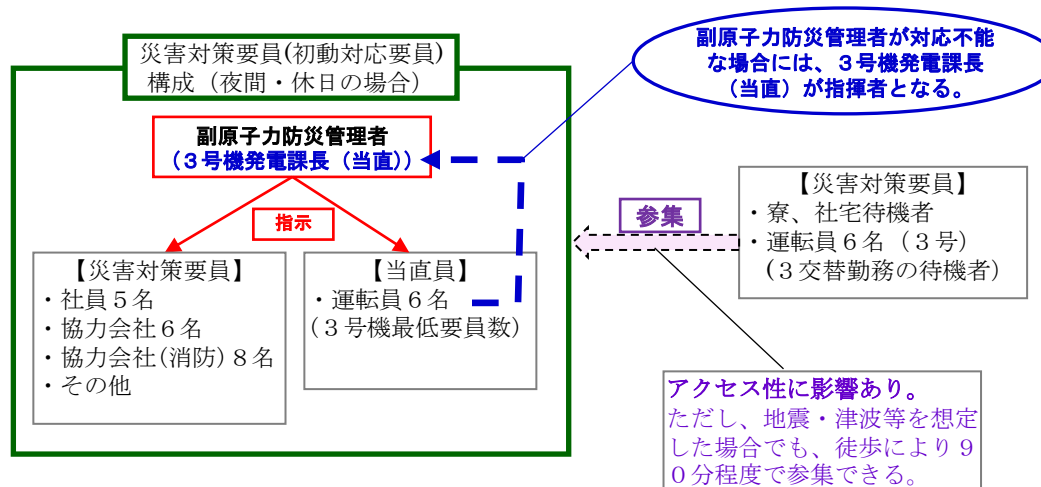 災害対策要員(初動対応要員)
構成（夜間・休日の場合）
副原子力防災管理者が対応不能
な場合には、３号機発電課長
（当直）が指揮者となる。
副原子力防災管理者
（３号機発電課長（当直））
指示
【災害対策要員】
・社員５名
・協力会社６名
・協力会社(消防)８名
・その他
【当直員】
・運転員６名
（３号機最低要員数）
参集
【災害対策要員】
・寮、社宅待機者
・運転員６名（３号）
（３交替勤務の待機者）
アクセス性に影響あり。
ただし、地震・津波等を想定
した場合でも、徒歩により９
０分程度で参集できる。